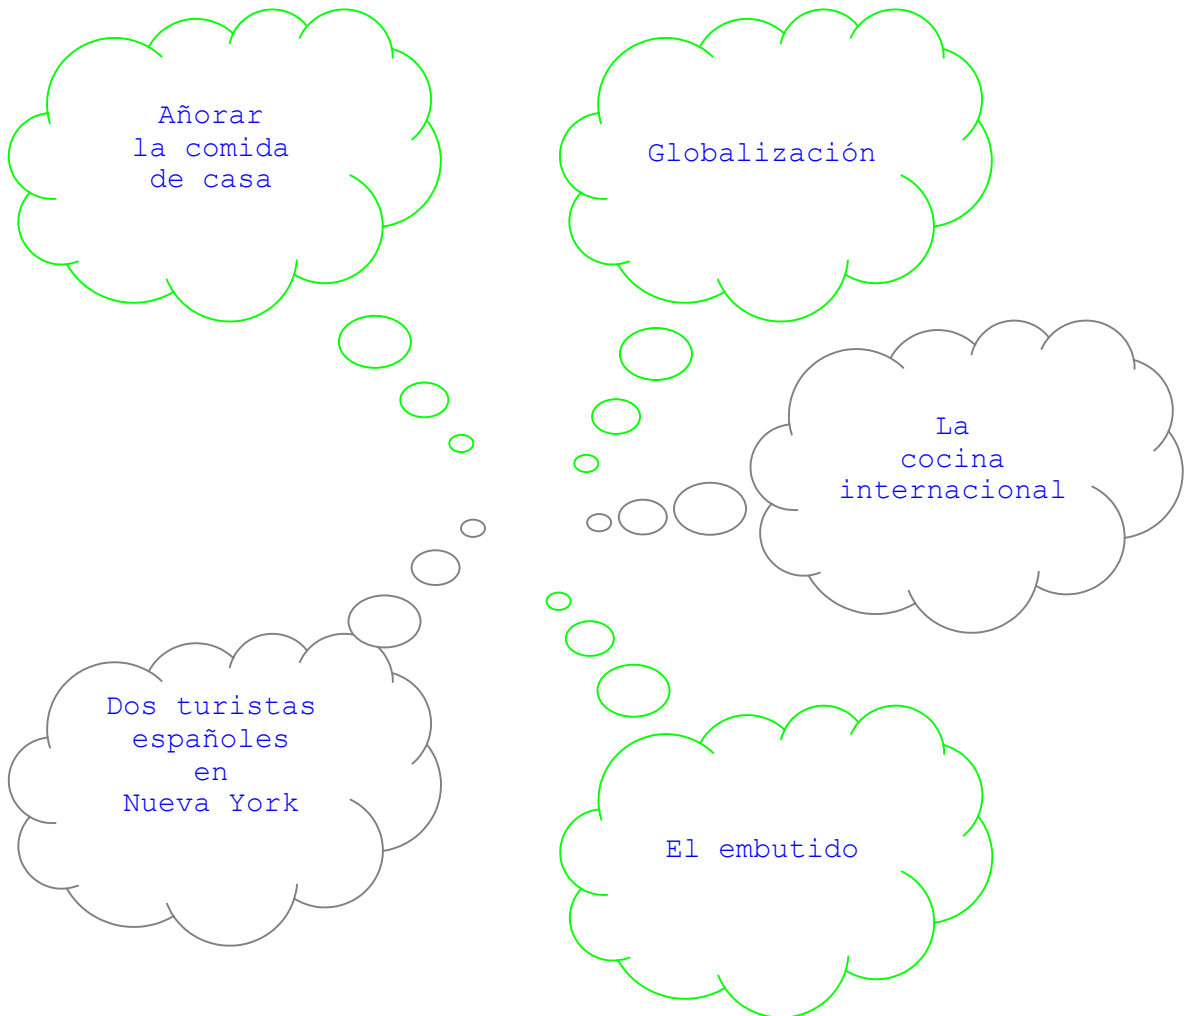 Añorar
la comida
de casa
Globalización
La
cocina
internacional
Dos turistas
españoles
en
Nueva York
El embutido